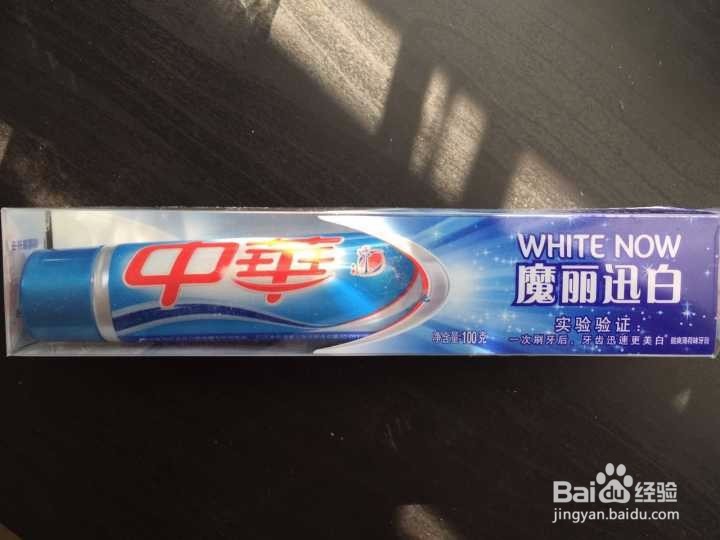 中華
WHITE NOW
魔丽迅白
实验验证:
一次刷牙后，牙齿迅速更美白*
净含量:100克
Baidu经验
jingyan.baidu.com